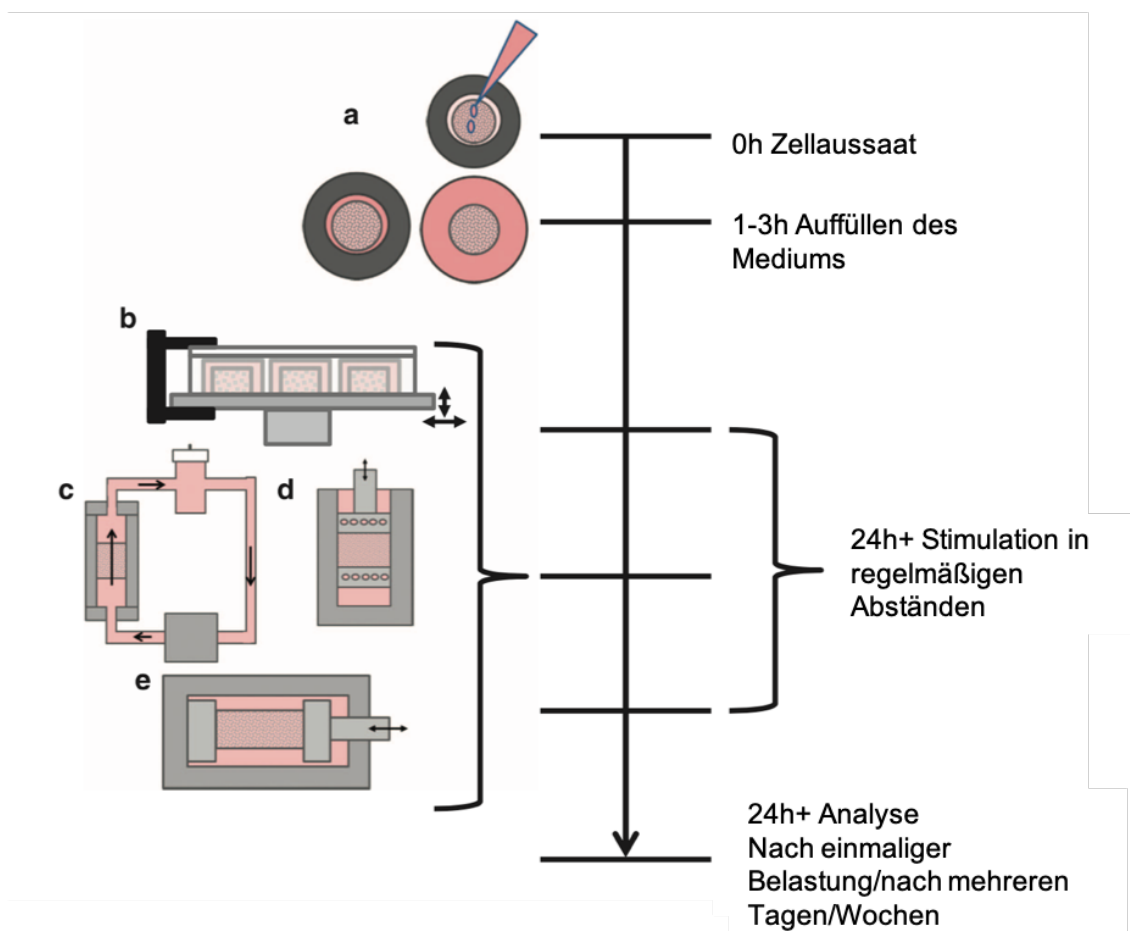 a
0h Zellaussaat
1-3h Auffüllen des
Mediums
b
c
d
24h+ Stimulation in
regelmäßigen
Abständen
e
24h+ Analyse
Nach einmaliger
Belastung/nach mehreren
Tagen/Wochen